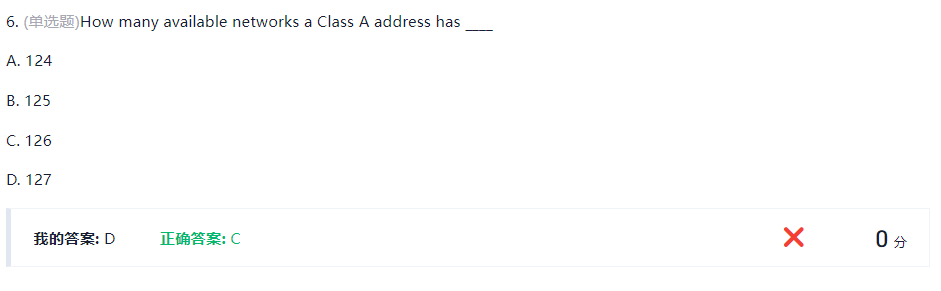 6. (单选题)How many available networks a Class A address has ____
A. 124
B. 125
C. 126
D. 127
我的答案: D 正确答案: C 0 分